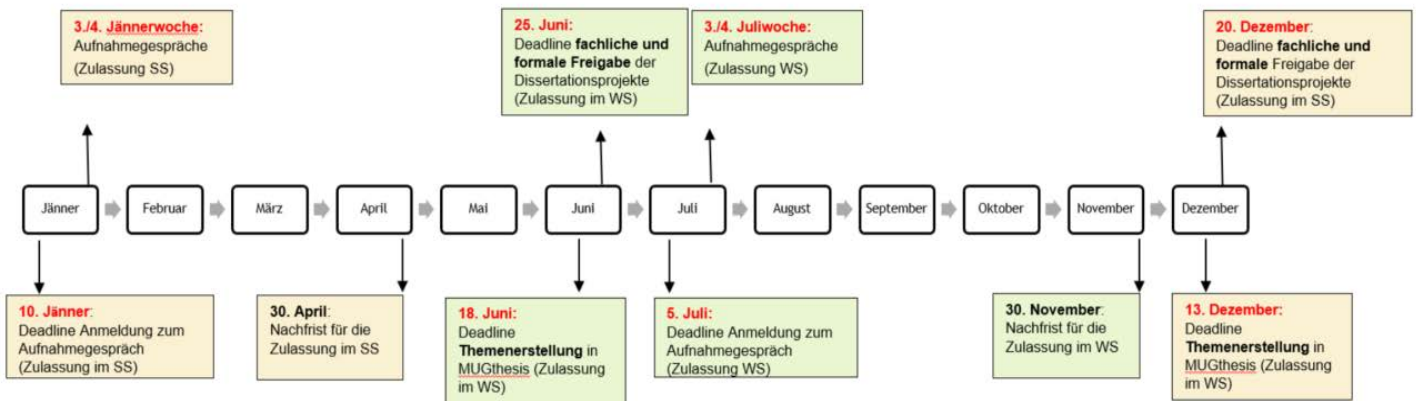 3./4. Jännerwoche:
Aufnahmegespräche
(Zulassung SS)
25. Juni:
Deadline fachliche und
formale Freigabe der
Dissertationsprojekte
(Zulassung im WS)
3./4. Juliwoche:
Aufnahmegespräche
(Zulassung WS)
20. Dezember:
Deadline fachliche und
formale Freigabe der
Dissertationsprojekte
(Zulassung im SS)
Jänner
Februar
März
April
Mai
Juni
Juli
August
September
Oktober
November
Dezember
10. Jänner:
Deadline Anmeldung zum
Aufnahmegespräch
(Zulassung im SS)
30. April:
Nachfrist für die
Zulassung im SS
18. Juni:
Deadline
Themenerstellung in
MUGthesis (Zulassung
im WS)
5. Juli:
Deadline Anmeldung zum
Aufnahmegespräch
(Zulassung WS)
30. November:
Nachfrist für die
Zulassung im WS
13. Dezember:
Deadline
Themenerstellung in
MUGthesis (Zulassung
im WS)